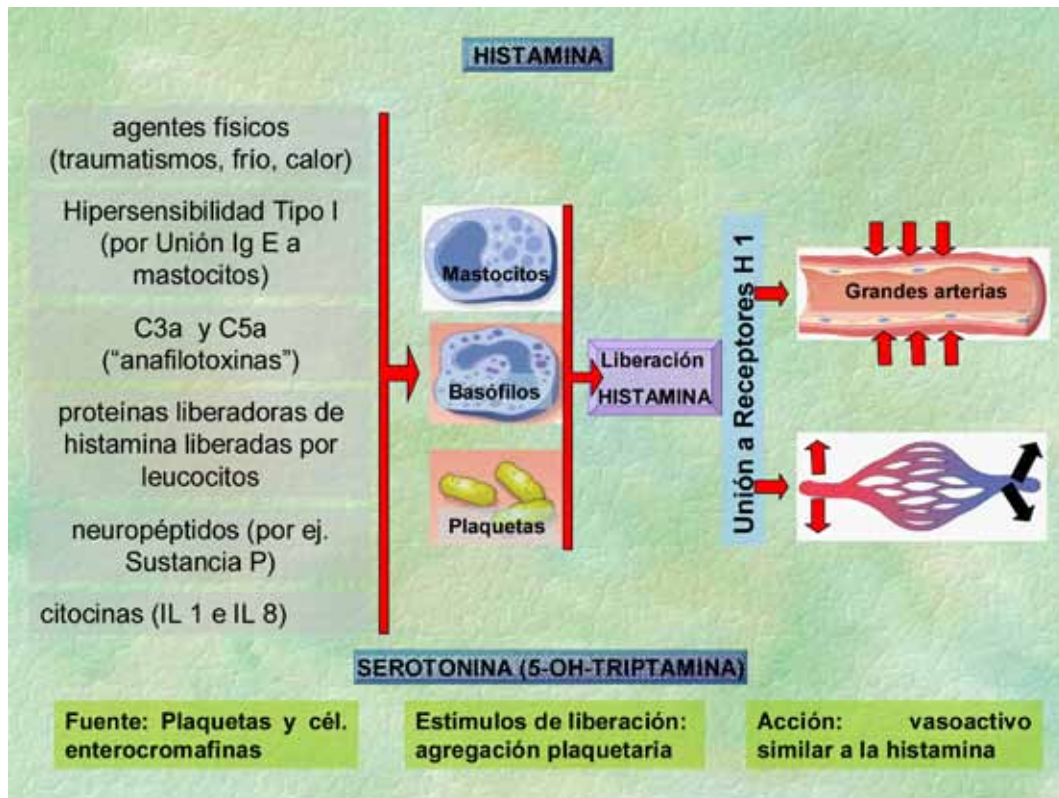 HISTAMINA
agentes físicos
(traumatismos, frío, calor)
Hipersensibilidad Tipo I
(por Unión Ig E a
mastocitos)
C3a y C5a
("anafilotoxinas")
proteínas liberadoras de
histamina liberadas por
leucocitos
neuropéptidos (por ej.
Sustancia P)
citocinas (IL 1 e IL 8)
Mastocitos
Basófilos
Plaquetas
Liberación
HISTAMINA
Unión a Receptores H 1
Grandes arterias
SEROTONINA (5-OH-TRIPTAMINA)
Fuente: Plaquetas y cél.
enterocromafinas
Estimulos de liberación:
agregación plaquetaria
Acción: vasoactivo
similar a la histamina